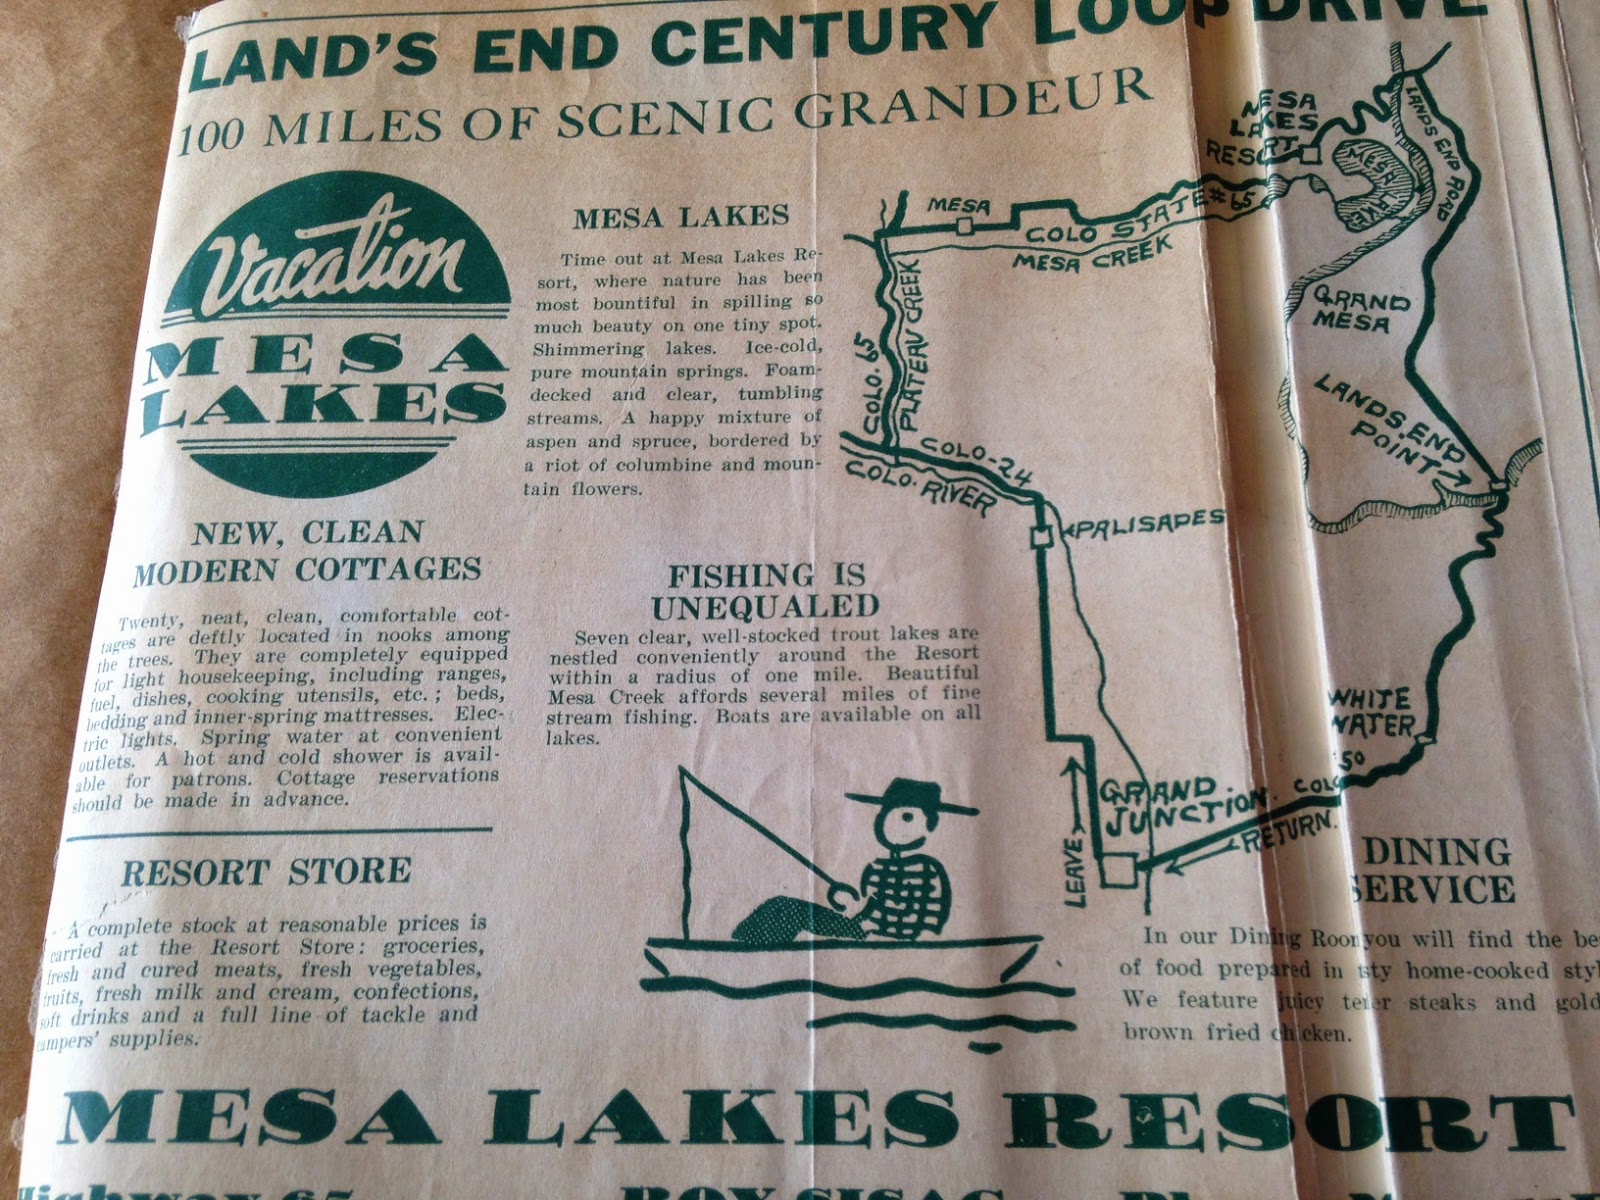 LAND'S END CENTURY LOOP DRIVE
100 MILES OF SCENIC GRANDEUR
Vacation
MESA
LAKES
NEW, CLEAN
MODERN COTTAGES
Twenty, neat, clean, comfortable cot-
tages are deftly located in nooks among
the trees. They are completely equipped
for light housekeeping, including ranges,
fuel, dishes, cooking utensils, etc.; beds,
bedding and inner-spring mattresses. Elec-
tric lights. Spring water at convenient
outlets. A hot and cold shower is avail-
able for patrons. Cottage reservations
should be made in advance.
RESORT STORE
A complete stock at reasonable prices is
carried at the Resort Store: groceries,
fresh and cured meats, fresh vegetables,
fruits, fresh milk and cream, confections,
soft drinks and a full line of tackle and
campers' supplies.
MESA LAKES
Time out at Mesa Lakes Re-
sort, where nature has been
most bountiful in spilling so
much beauty on one tiny spot.
Shimmering lakes. Ice-cold,
pure mountain springs. Foam-
decked and clear, tumbling
streams. A happy mixture of
aspen and spruce, bordered by
a riot of columbine and moun-
tain flowers.
FISHING IS
UNEQUALED
Seven clear, well-stocked trout lakes are
nestled conveniently around the Resort
within a radius of one mile. Beautiful
Mesa Creek affords several miles of fine
stream fishing. Boats are available on all
lakes.
MESA
LAKES
RESORT
MESA
LAKE
LANDS END ROAD
MESA
COLO STATE #65
MESA CREEK
COLO. 65
PLATEAU CREEK
GRAND
MESA
LANDS END
POINT
COLO-24
COLO. RIVER
PALISADES
WHITE
WATER
50
COLO
GRAND
JUNCTION.
LEAVE
RETURN.
DINING
SERVICE
In our Dining Room you will find the be
of food prepared in sty home-cooked styl
We feature juicy te er steaks and gold
brown fried chicken.
MESA LAKES RESORT
Highway 65
ROY SISAC